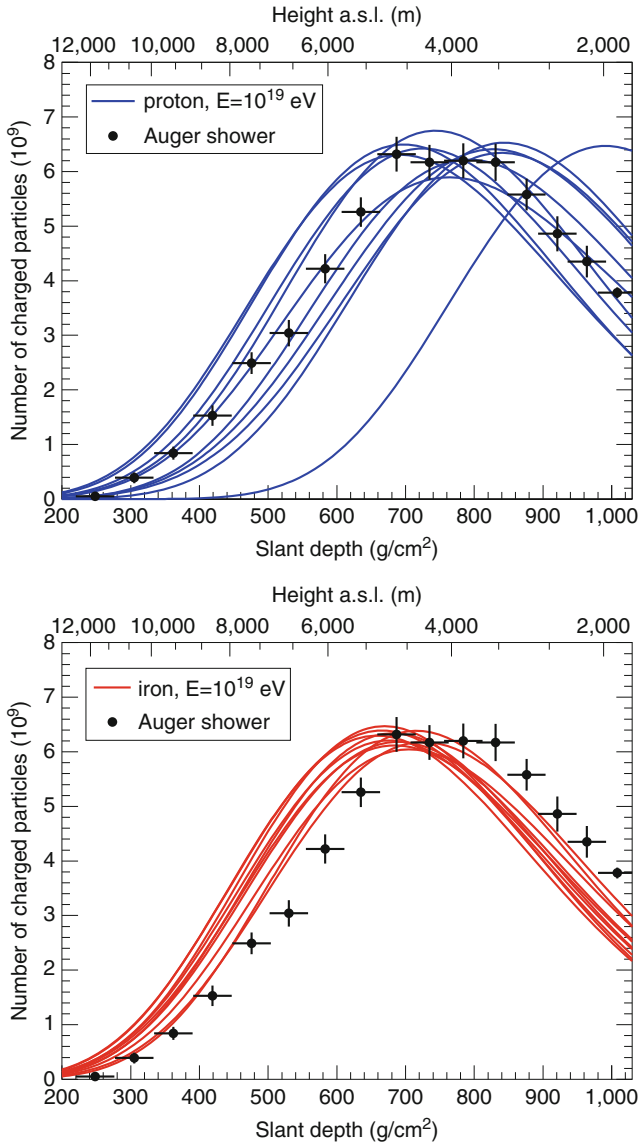 Height a.s.l. (m)
12,000 10,000 8,000 6,000 4,000 2,000
8
7
6
5
4
3
2
1
0
Number of charged particles (10⁹)
proton, E=10¹⁹ eV
Auger shower
200 300 400 500 600 700 800 900 1,000
Slant depth (g/cm²)
Height a.s.l. (m)
12,000 10,000 8,000 6,000 4,000 2,000
8
7
6
5
4
3
2
1
0
Number of charged particles (10⁹)
iron, E=10¹⁹ eV
Auger shower
200 300 400 500 600 700 800 900 1,000
Slant depth (g/cm²)